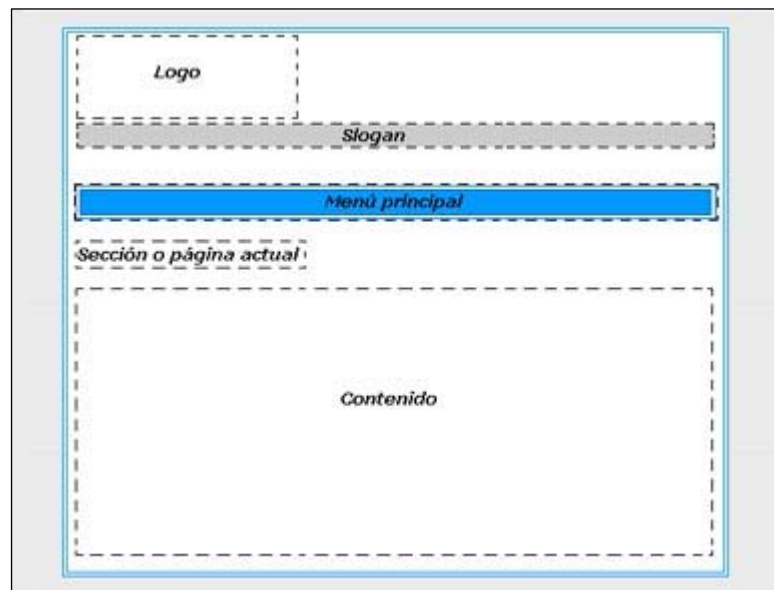 Logo
Slogan
Menú principal
Sección o página actual
Contenido